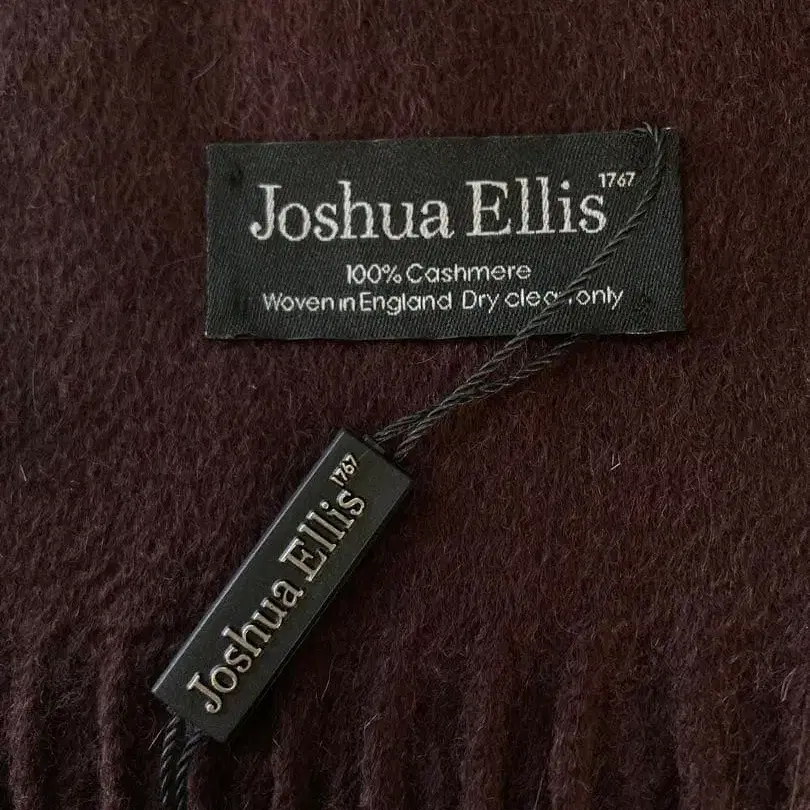 Joshua Ellis 1767
100% Cashmere
Woven in England Dry clean only
Joshua Ellis 1767